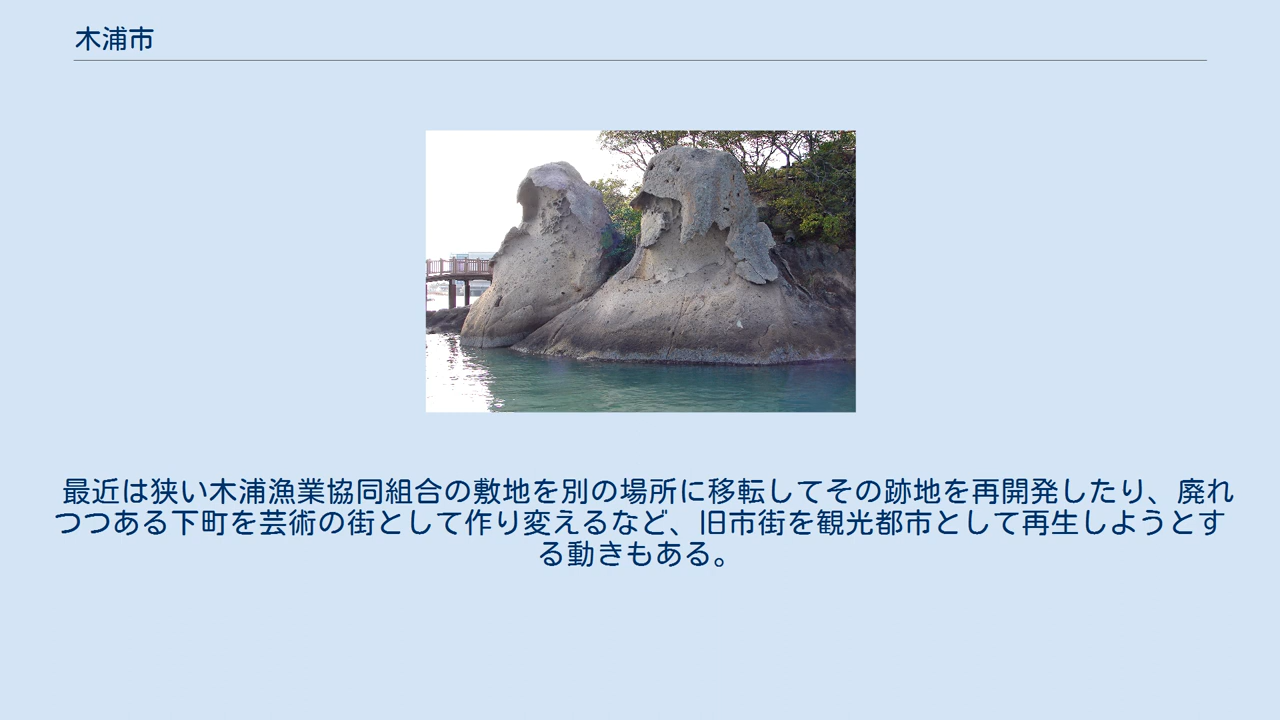 木浦市
最近は狭い木浦漁業協同組合の敷地を別の場所に移転してその跡地を再開発したり、廃れ
つつある下町を芸術の街として作り変えるなど、旧市街を観光都市として再生しようとす
る動きもある。